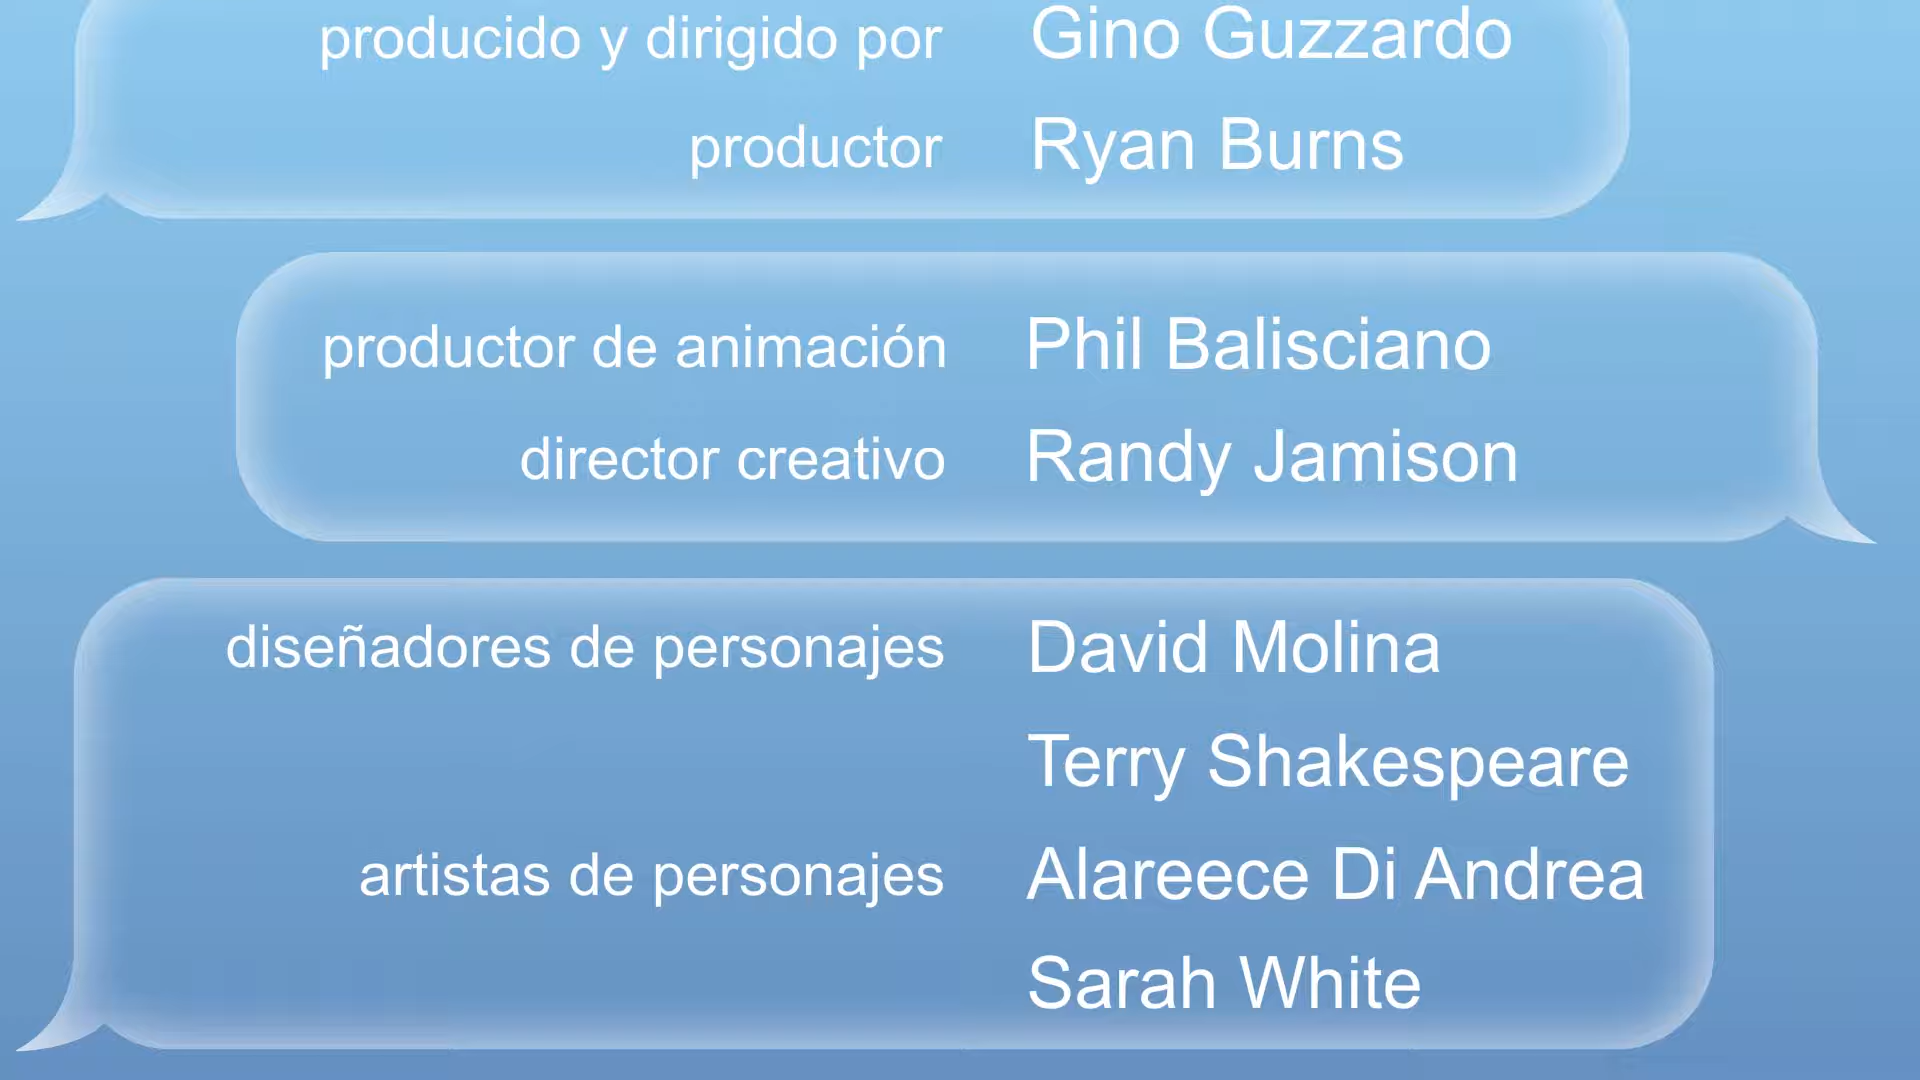 producido y dirigido por Gino Guzzardo
productor Ryan Burns
productor de animación Phil Balisciano
director creativo Randy Jamison
diseñadores de personajes David Molina
Terry Shakespeare
artistas de personajes Alareece Di Andrea
Sarah White